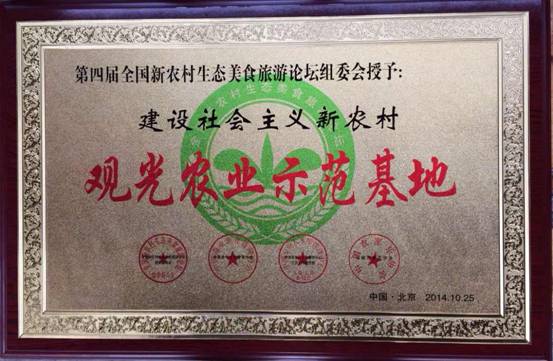 第四届全国新农村生态美食旅游论坛组委会授予:
建设社会主义新农村
观光农业示范基地
中国·北京 2014.10.25